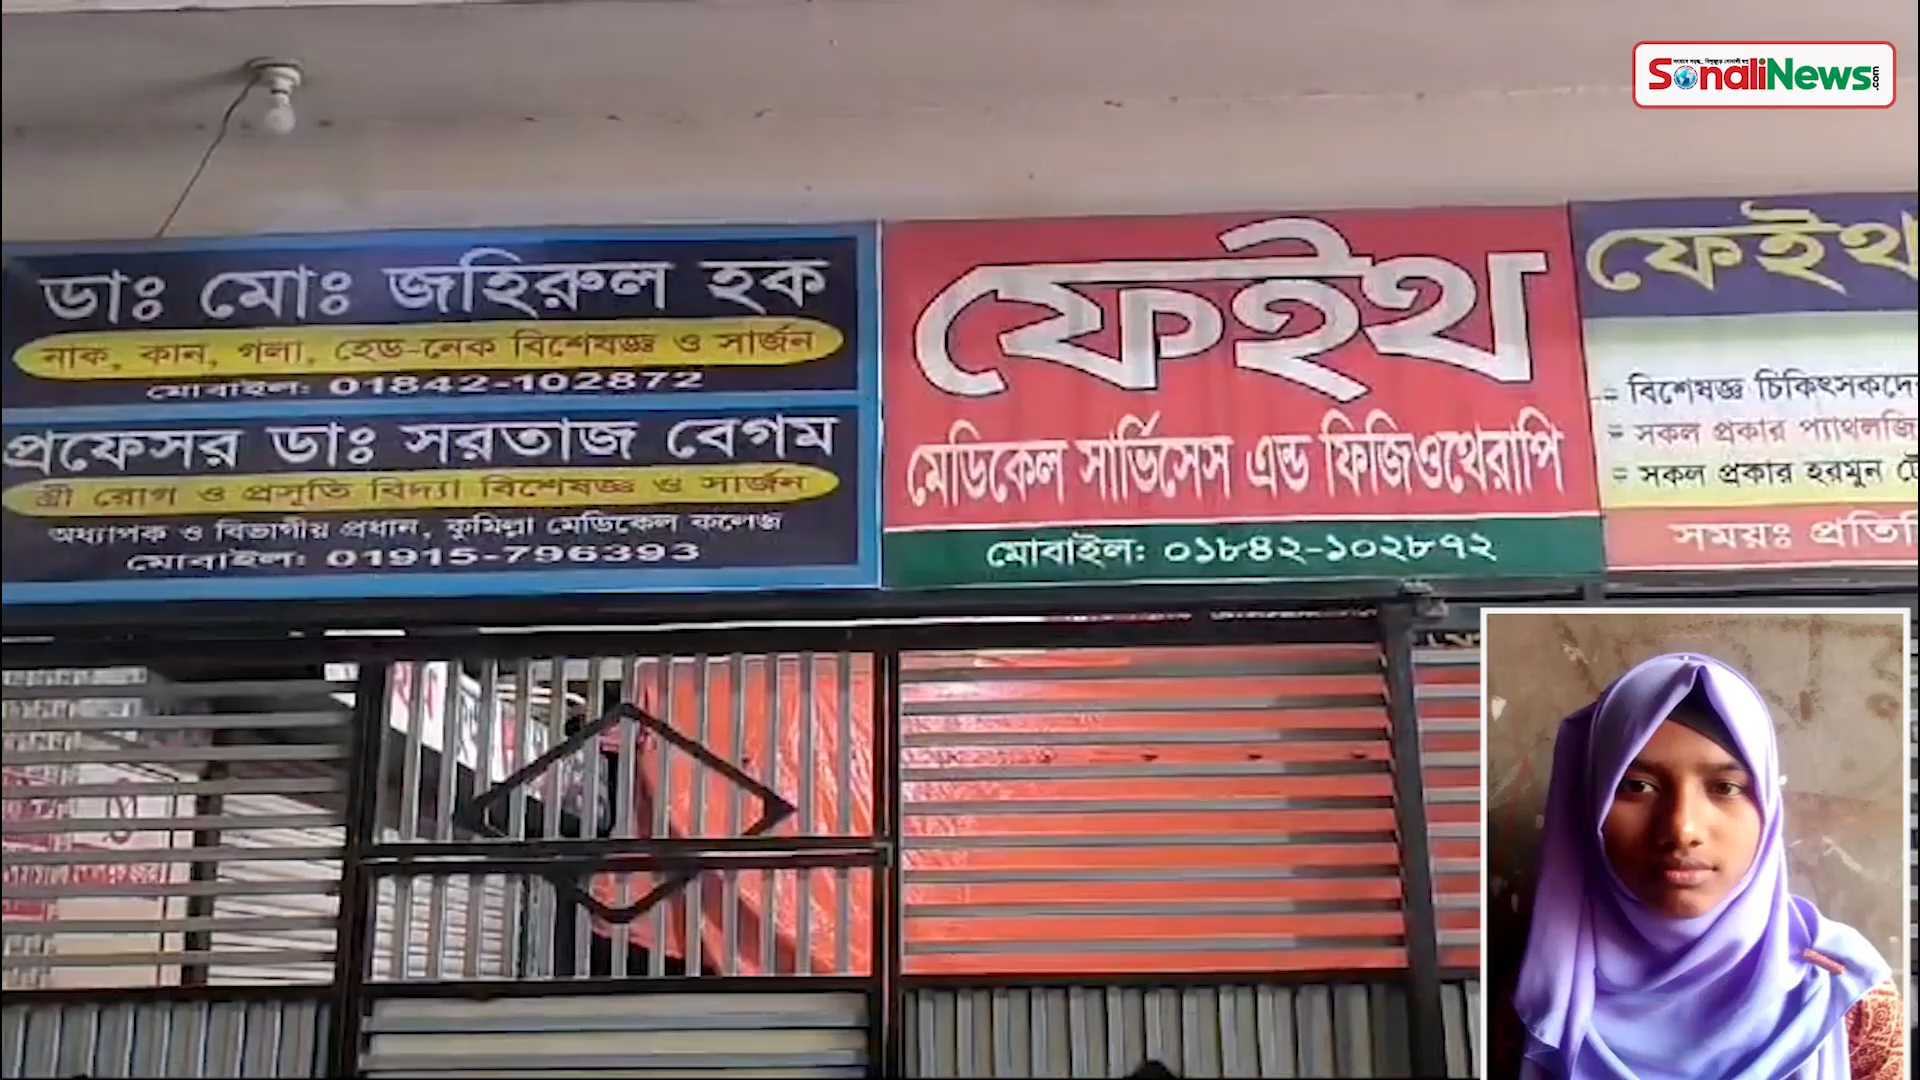 SonaliNews.com
ডাঃ মোঃ জহিরুল হক
নাক, কান, গলা, হেড-নেক বিশেষজ্ঞ ও সার্জন
মোবাইল: 01842-102872
প্রফেসর ডাঃ সরতাজ বেগম
স্ত্রী রোগ ও প্রসূতি বিদ্যা বিশেষজ্ঞ ও সার্জন
অধ্যাপক ও বিভাগীয় প্রধান, কুমিল্লা মেডিকেল কলেজ
মোবাইল: 01915-796393
ফেইথ
মেডিকেল সার্ভিসেস এন্ড ফিজিওথেরাপি
মোবাইল: ০১৮৪২-১০২৮৭২
ফেইথ
= বিশেষজ্ঞ চিকিৎসকদের
= সকল প্রকার প্যাথলজি
= সকল প্রকার হরমুন টে
সময়ঃ প্রতি